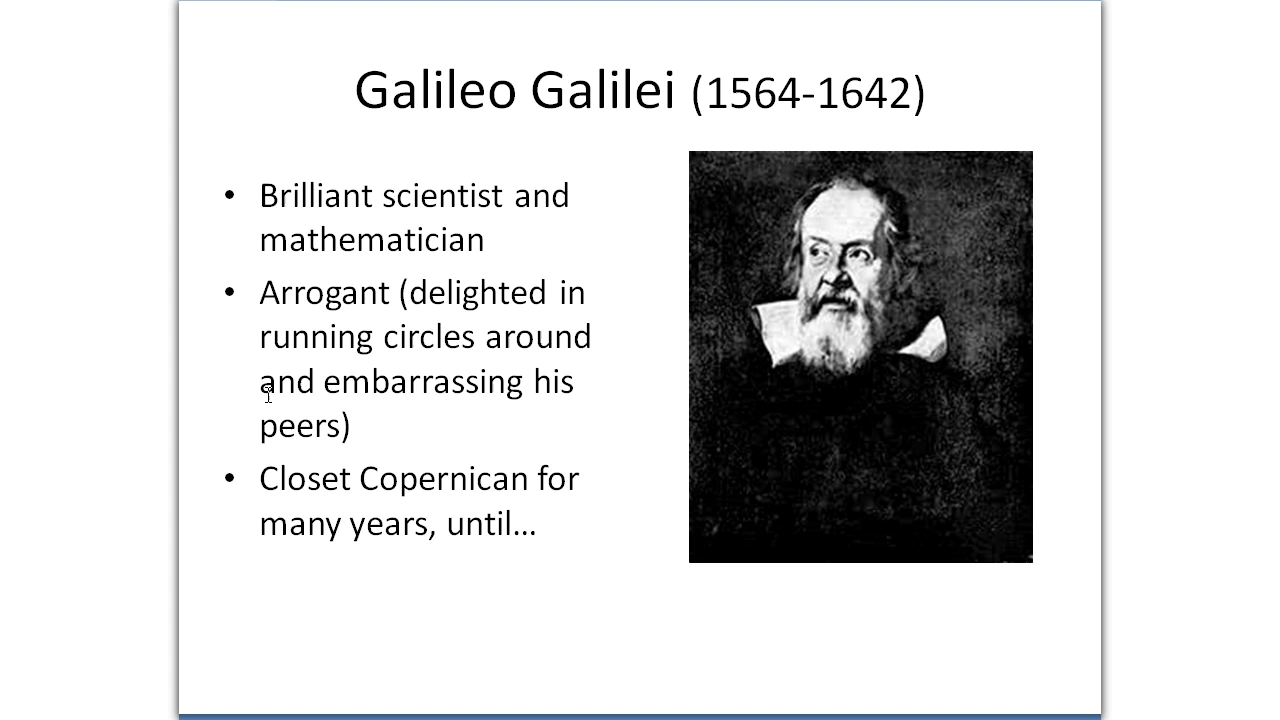 Galileo Galilei (1564-1642)
• Brilliant scientist and
mathematician
• Arrogant (delighted in
running circles around
and embarrassing his
peers)
• Closet Copernican for
many years, until…